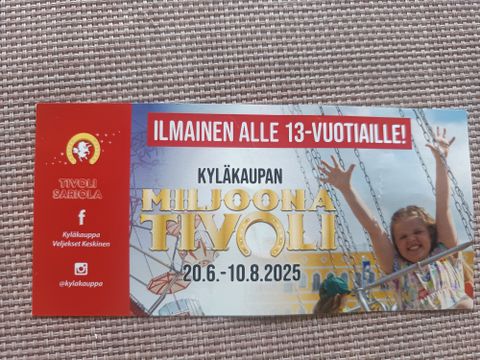 ILMAINEN ALLE 13-VUOTIAILLE!
KYLÄKAUPAN
MILJOONA
TIVOLI
20.6.-10.8.2025
TIVOLI
SARIOLA
f
Kyläkauppa
Veljekset Keskinen
@kylakauppa